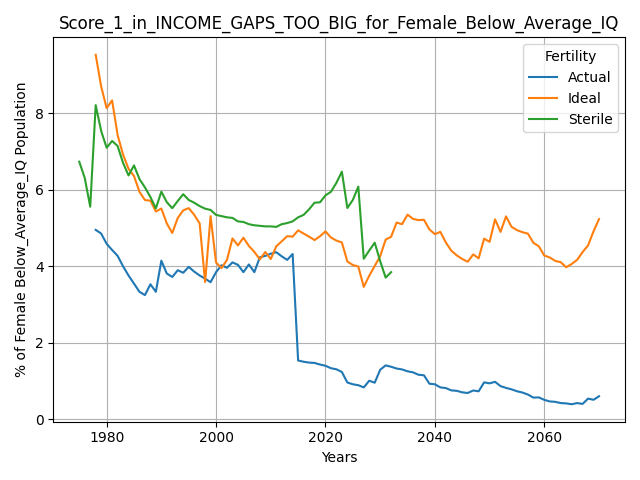 Score_1_in_INCOME_GAPS_TOO_BIG_for_Female_Below_Average_IQ
% of Female Below_Average_IQ Population
8
6
4
2
0
Fertility
Actual
Ideal
Sterile
1980 2000 2020 2040 2060
Years